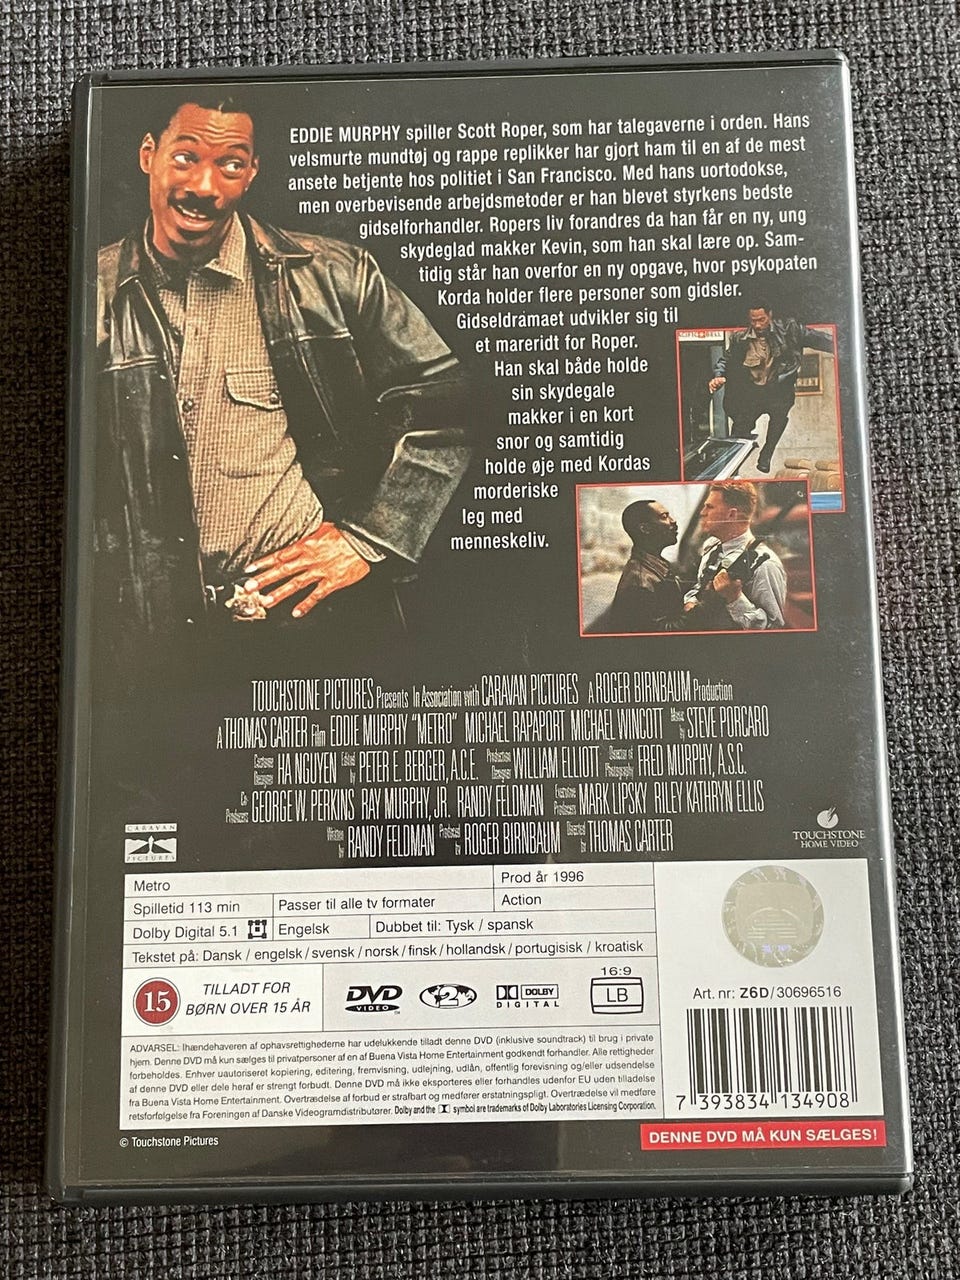 EDDIE MURPHY spiller Scott Roper, som har talegaverne i orden. Hans
velsmurte mundtøj og rappe replikker har gjort ham til en af de mest
ansete betjente hos politiet i San Francisco. Med hans uortodokse,
men overbevisende arbejdsmetoder er han blevet styrkens bedste
gidselforhandler. Ropers liv forandres da han får en ny, ung
skydeglad makker Kevin, som han skal lære op. Sam-
tidig står han overfor en ny opgave, hvor psykopaten
Korda holder flere personer som gidsler.
Gidseldramaet udvikler sig til
et mareridt for Roper.
Han skal både holde
sin skydegale
makker i en kort
snor og samtidig
holde øje med Kordas
morderiske
leg med
menneskeliv.
TOUCHSTONE PICTURES Presents In Association with CARAVAN PICTURES A ROGER BIRNBAUM Production
A THOMAS CARTER Film EDDIE MURPHY "METRO" MICHAEL RAPAPORT MICHAEL WINCOTT Music by STEVE PORCARO
Costume Designer HA NGUYEN Edited by PETER E. BERGER, A.C.E. Production Designer WILLIAM ELLIOTT Director of Photography FRED MURPHY, A.S.C.
Co-Producers GEORGE W. PERKINS RAY MURPHY, JR. RANDY FELDMAN Executive Producers MARK LIPSKY RILEY KATHRYN ELLIS
Written by RANDY FELDMAN Produced by ROGER BIRNBAUM Directed by THOMAS CARTER
CARAVAN
PICTURES
TOUCHSTONE
HOME VIDEO
Metro
Prod år 1996
Spilletid 113 min
Passer til alle tv formater
Action
Dolby Digital 5.1
Engelsk
Dubbet til: Tysk / spansk
Tekstet på: Dansk / engelsk / svensk / norsk / finsk / hollandsk / portugisisk / kroatisk
15
TILLADT FOR
BØRN OVER 15 ÅR
DVD
VIDEO
TM
2
DOLBY
DIGITAL
16:9
LB
Art. nr: Z6D/30696516
ADVARSEL: Ihændehaveren af ophavsrettighederne har udelukkende tilladt denne DVD (inklusive soundtrack) til brug i private
hjem. Denne DVD må kun sælges til privatpersoner af en af Buena Vista Home Entertainment godkendt forhandler. Alle rettigheder
forbeholdes. Enhver uautoriseret kopiering, editering, fremvisning, udlejning, udlån, offentlig forevisning og/eller udsendelse
af denne DVD eller dele heraf er strengt forbudt. Denne DVD må ikke eksporteres eller forhandles udenfor EU uden tilladelse
fra Buena Vista Home Entertainment. Overtrædelse af forbud er strafbart og medfører erstatningspligt. Overtrædelse vil medføre
retsforfølgelse fra Foreningen af Danske Videogramdistributører. Dolby and the symbol are trademarks of Dolby Laboratories Licensing Corporation.
7 393834 134908
© Touchstone Pictures
DENNE DVD MÅ KUN SÆLGES!